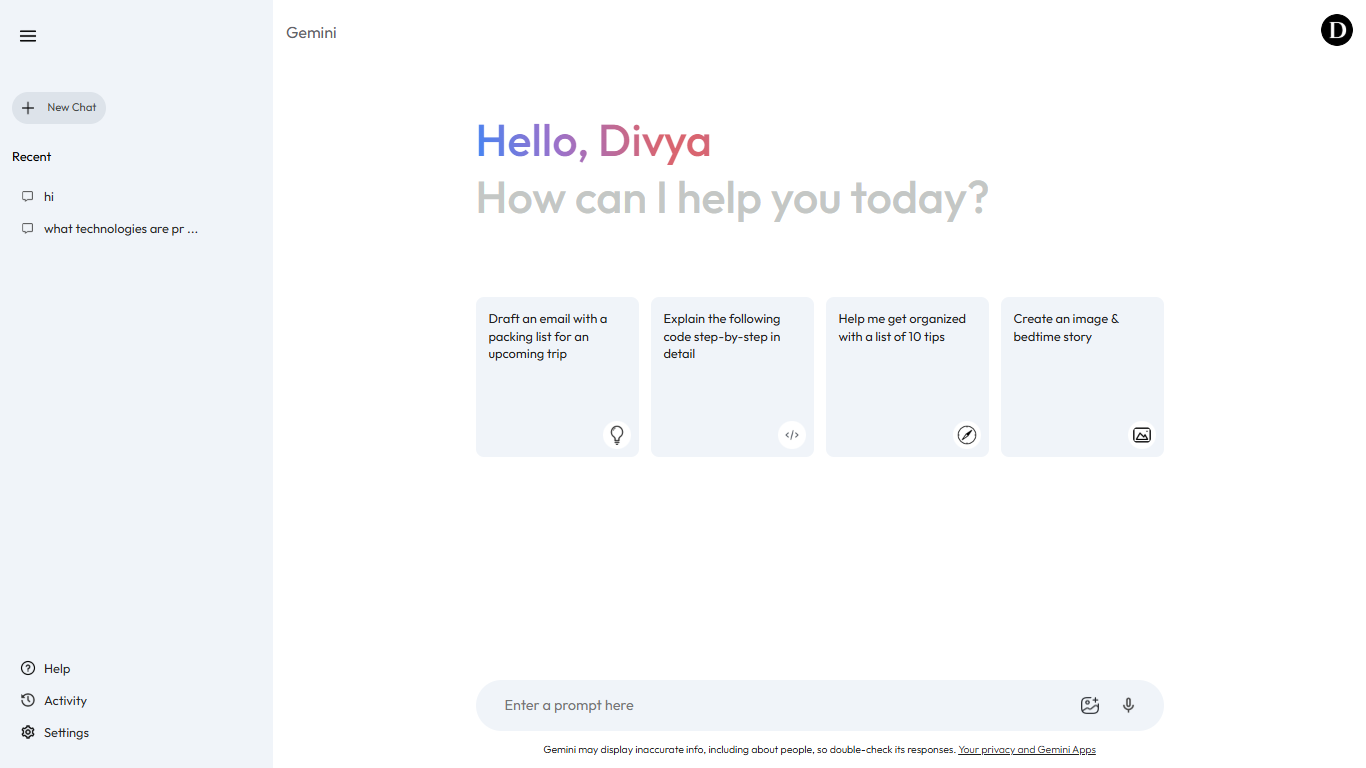 Gemini
D
New Chat
Recent
hi
what technologies are pr ...
Hello, Divya
How can I help you today?
Draft an email with a
packing list for an
upcoming trip
Explain the following
code step-by-step in
detail
Help me get organized
with a list of 10 tips
Create an image &
bedtime story
Help
Activity
Settings
Enter a prompt here
Gemini may display inaccurate info, including about people, so double-check its responses. Your privacy and Gemini Apps